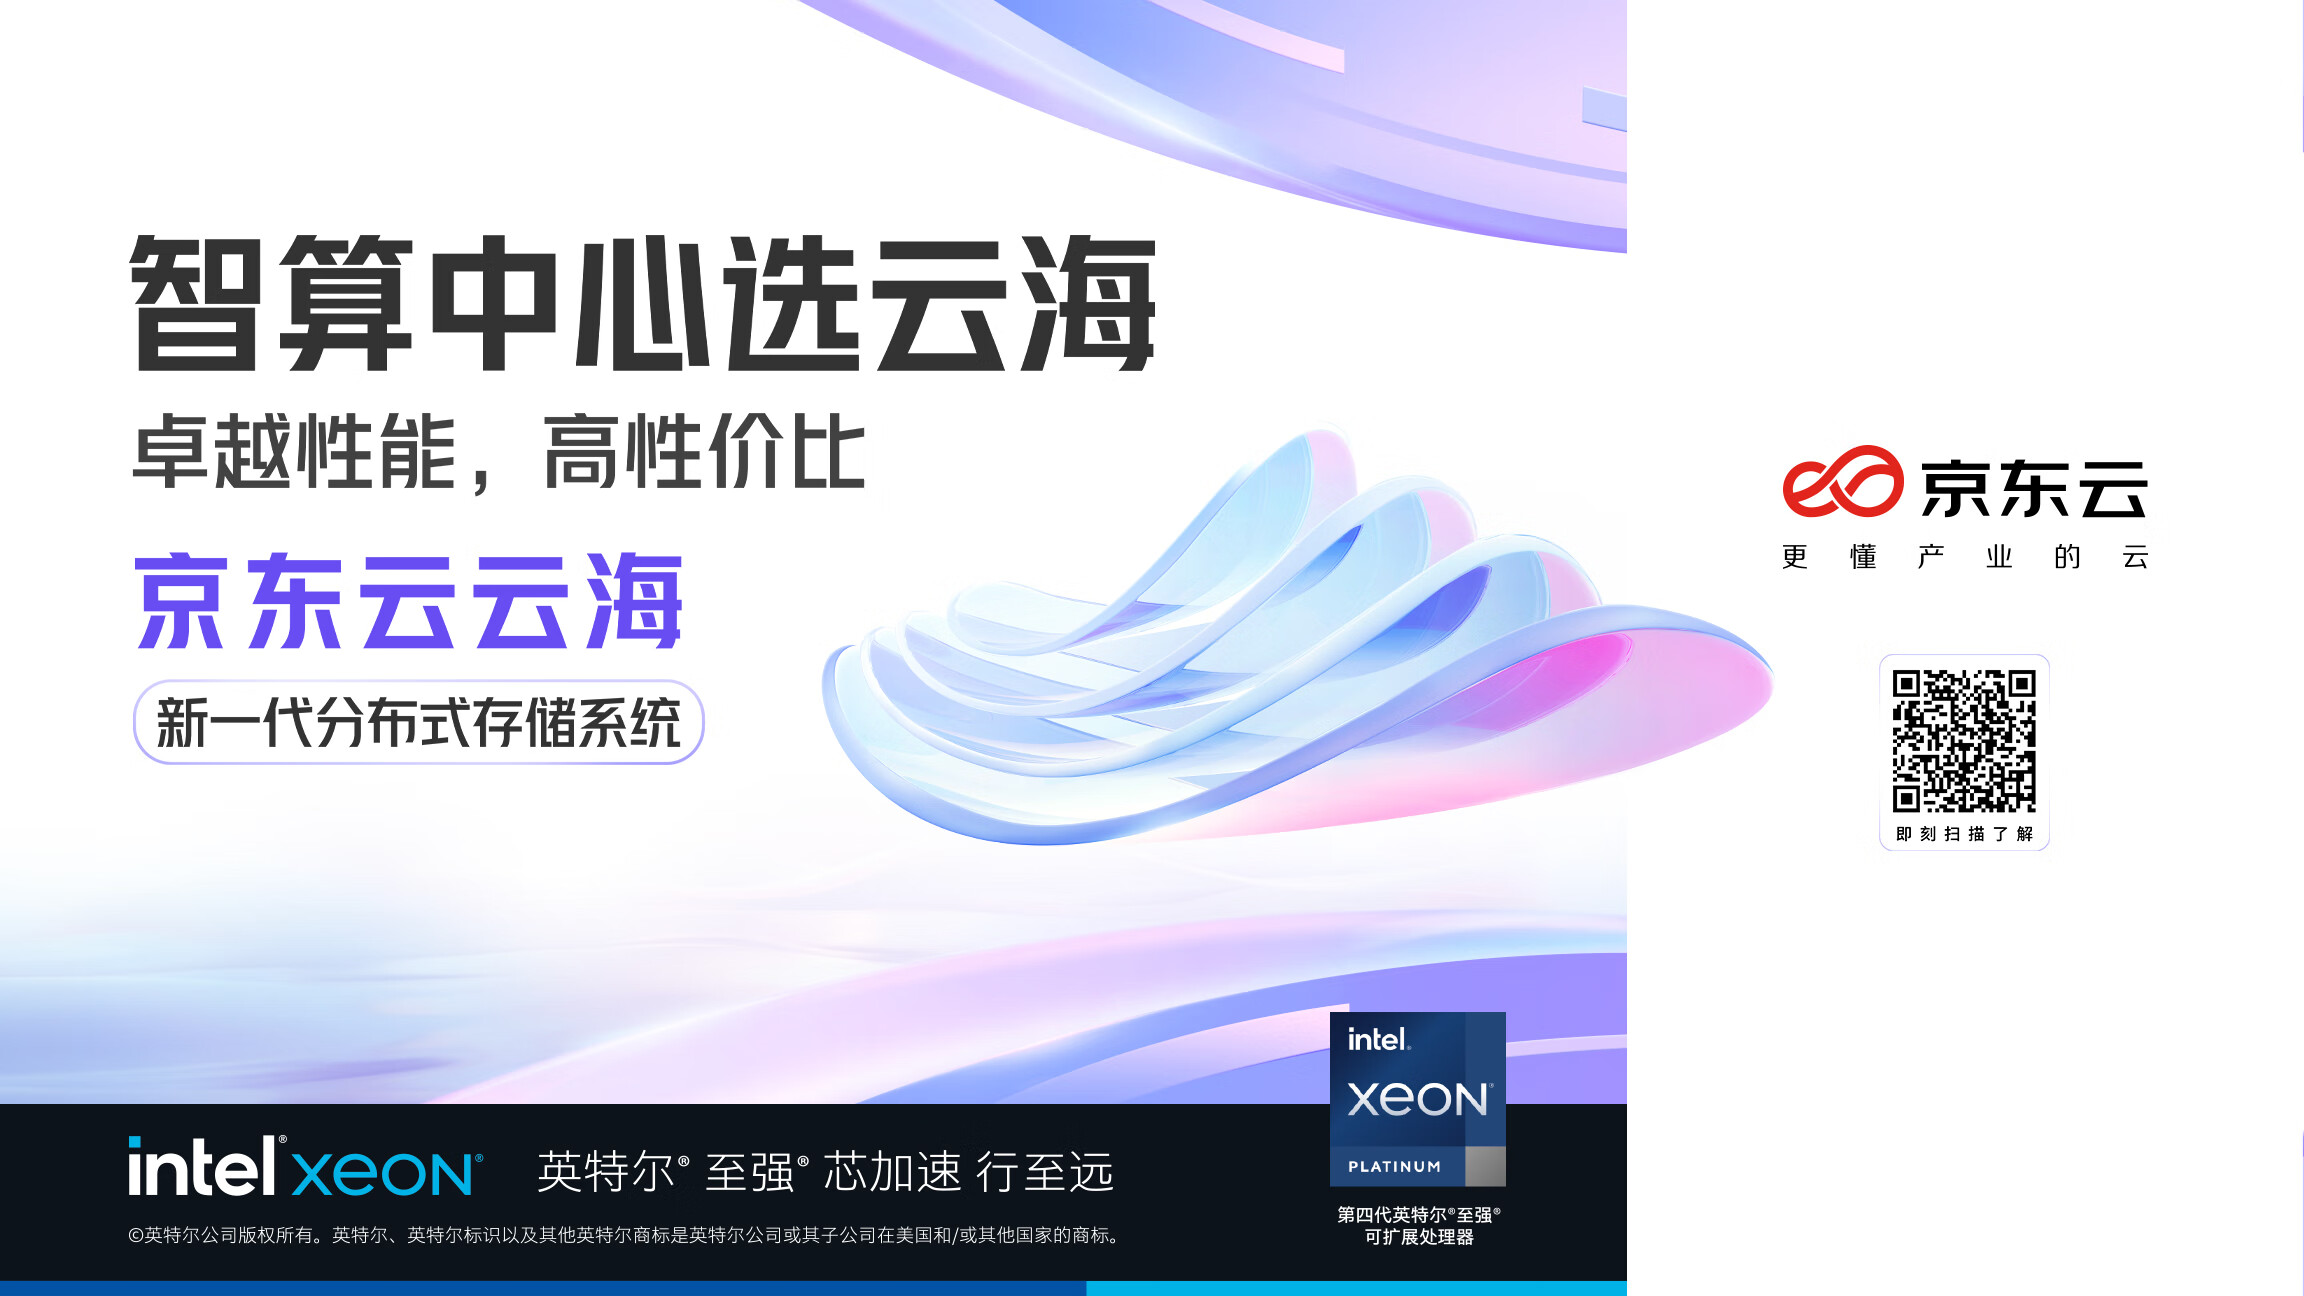 智算中心选云海
卓越性能，高性价比
京东云云海
新一代分布式存储系统
京东云
更懂产业的云
即刻扫描了解
intel® xeon®
英特尔® 至强® 芯加速 行至远
©英特尔公司版权所有。英特尔、英特尔标识以及其他英特尔商标是英特尔公司或其子公司在美国和/或其他国家的商标。
intel®
xeon®
PLATINUM
第四代英特尔®至强®
可扩展处理器